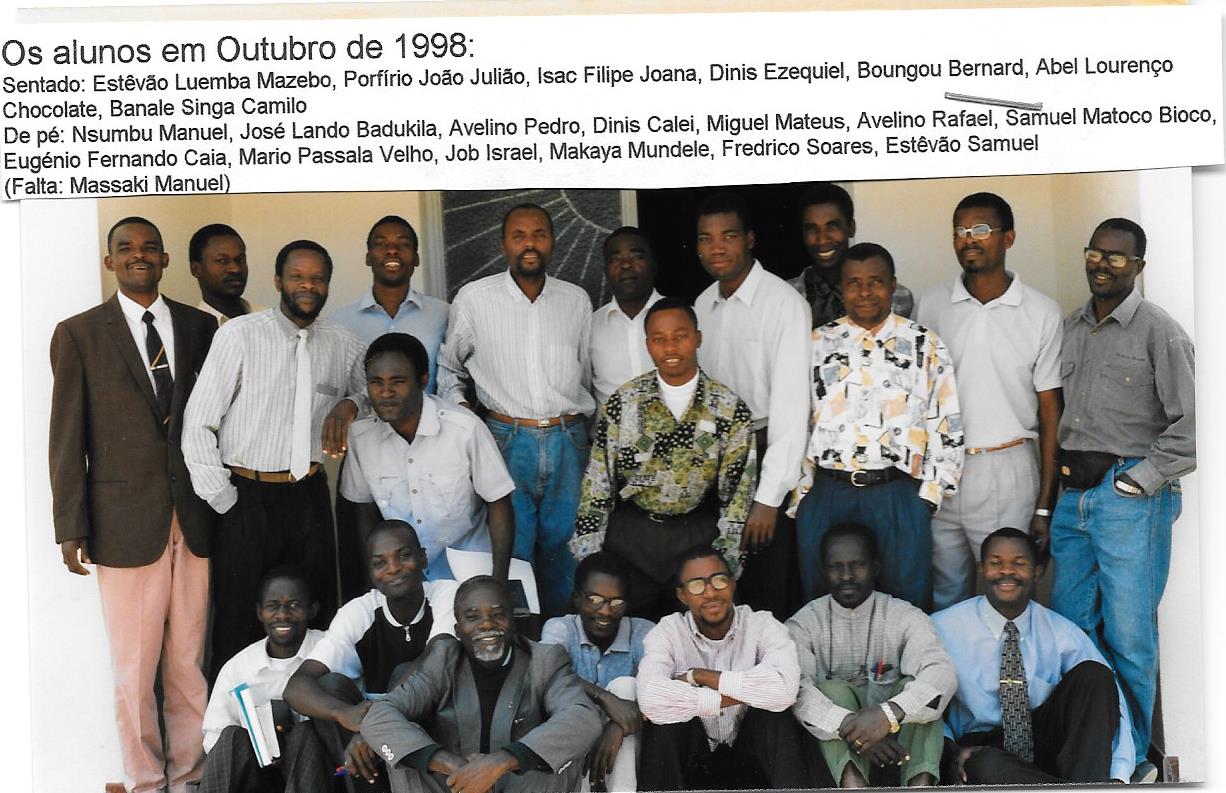 Os alunos em Outubro de 1998:
Sentado: Estêvão Luemba Mazebo, Porfírio João Julião, Isac Filipe Joana, Dinis Ezequiel, Boungou Bernard, Abel Lourenço
Chocolate, Banale Singa Camilo
De pé: Nsumbu Manuel, José Lando Badukila, Avelino Pedro, Dinis Calei, Miguel Mateus, Avelino Rafael, Samuel Matoco Bioco,
Eugénio Fernando Caia, Mario Passala Velho, Job Israel, Makaya Mundele, Fredrico Soares, Estêvão Samuel
(Falta: Massaki Manuel)